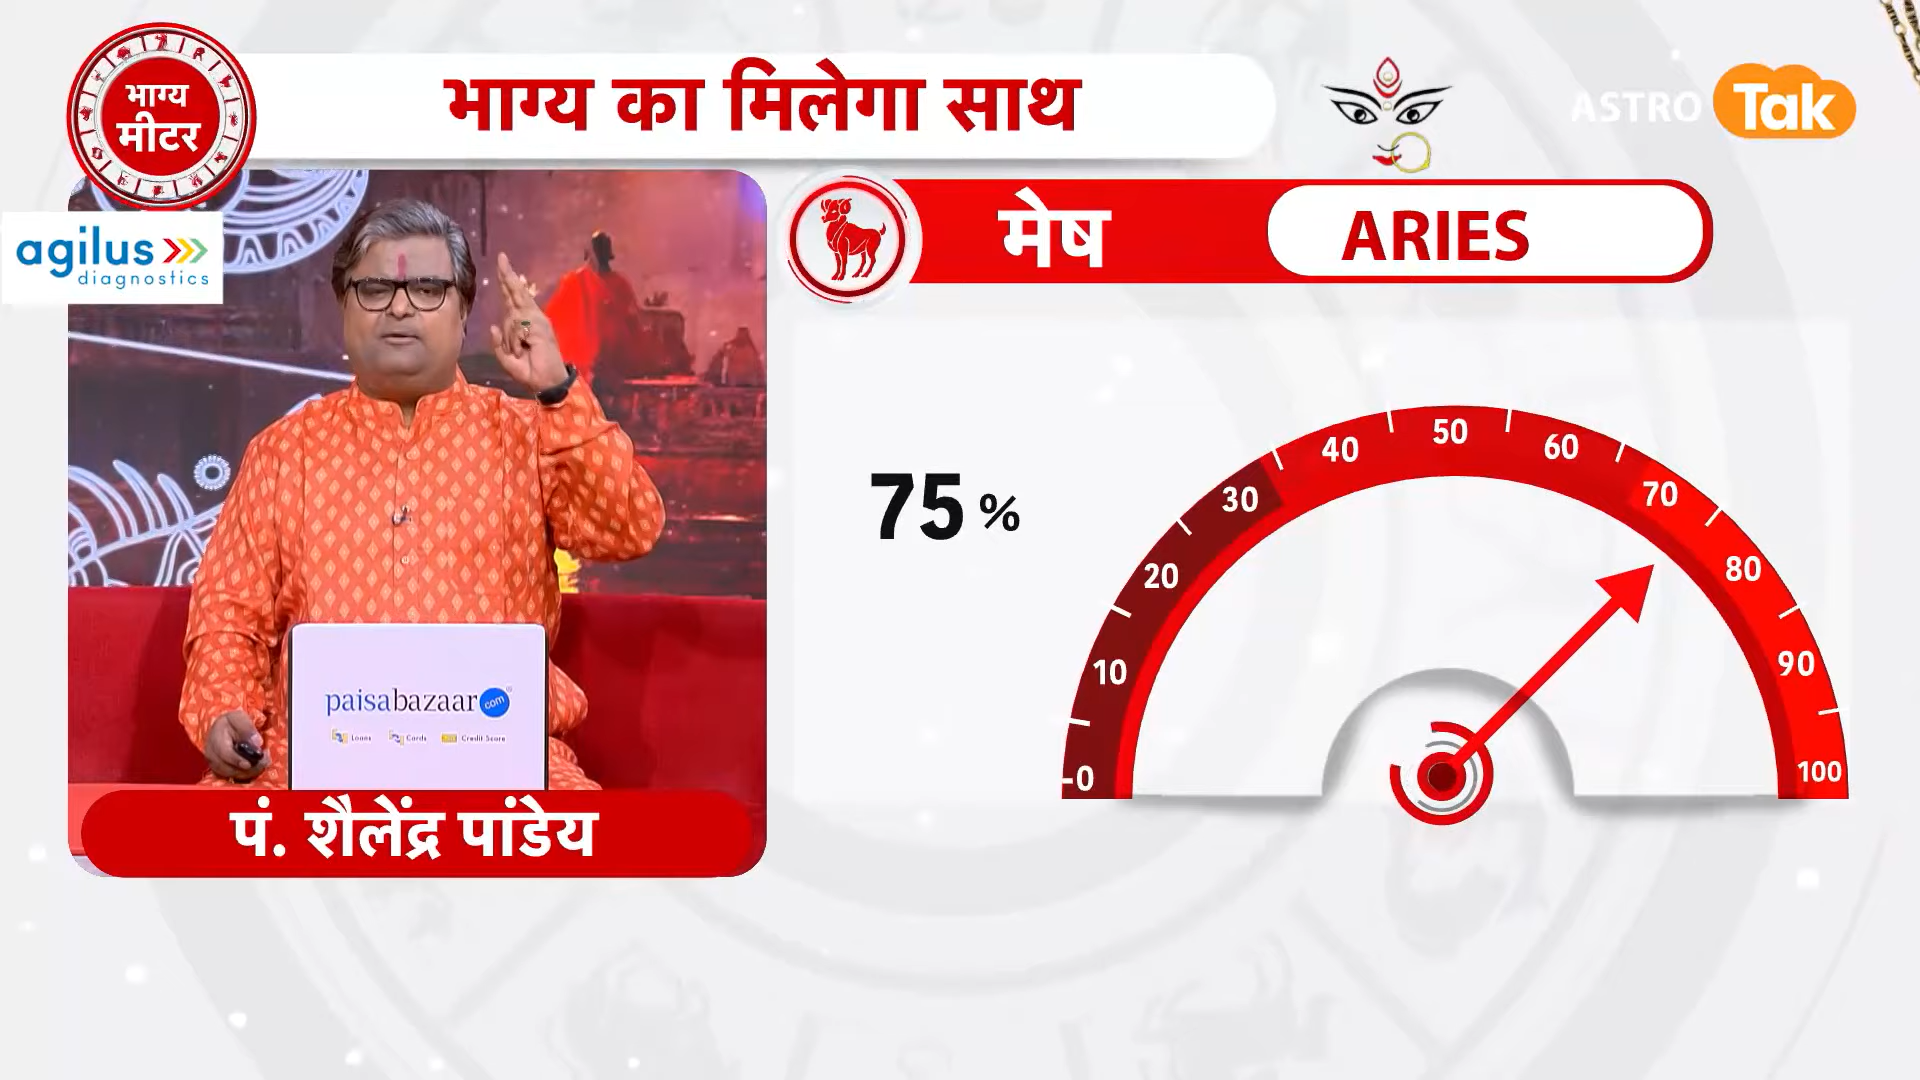 भाग्य
मीटर
भाग्य का मिलेगा साथ
ASTRO Tak
agilus
diagnostics
मेष
ARIES
75 %
0
10
20
30
40
50
60
70
80
90
100
paisabazaar.com
Loans Cards Credit Score
पं. शैलेंद्र पांडेय